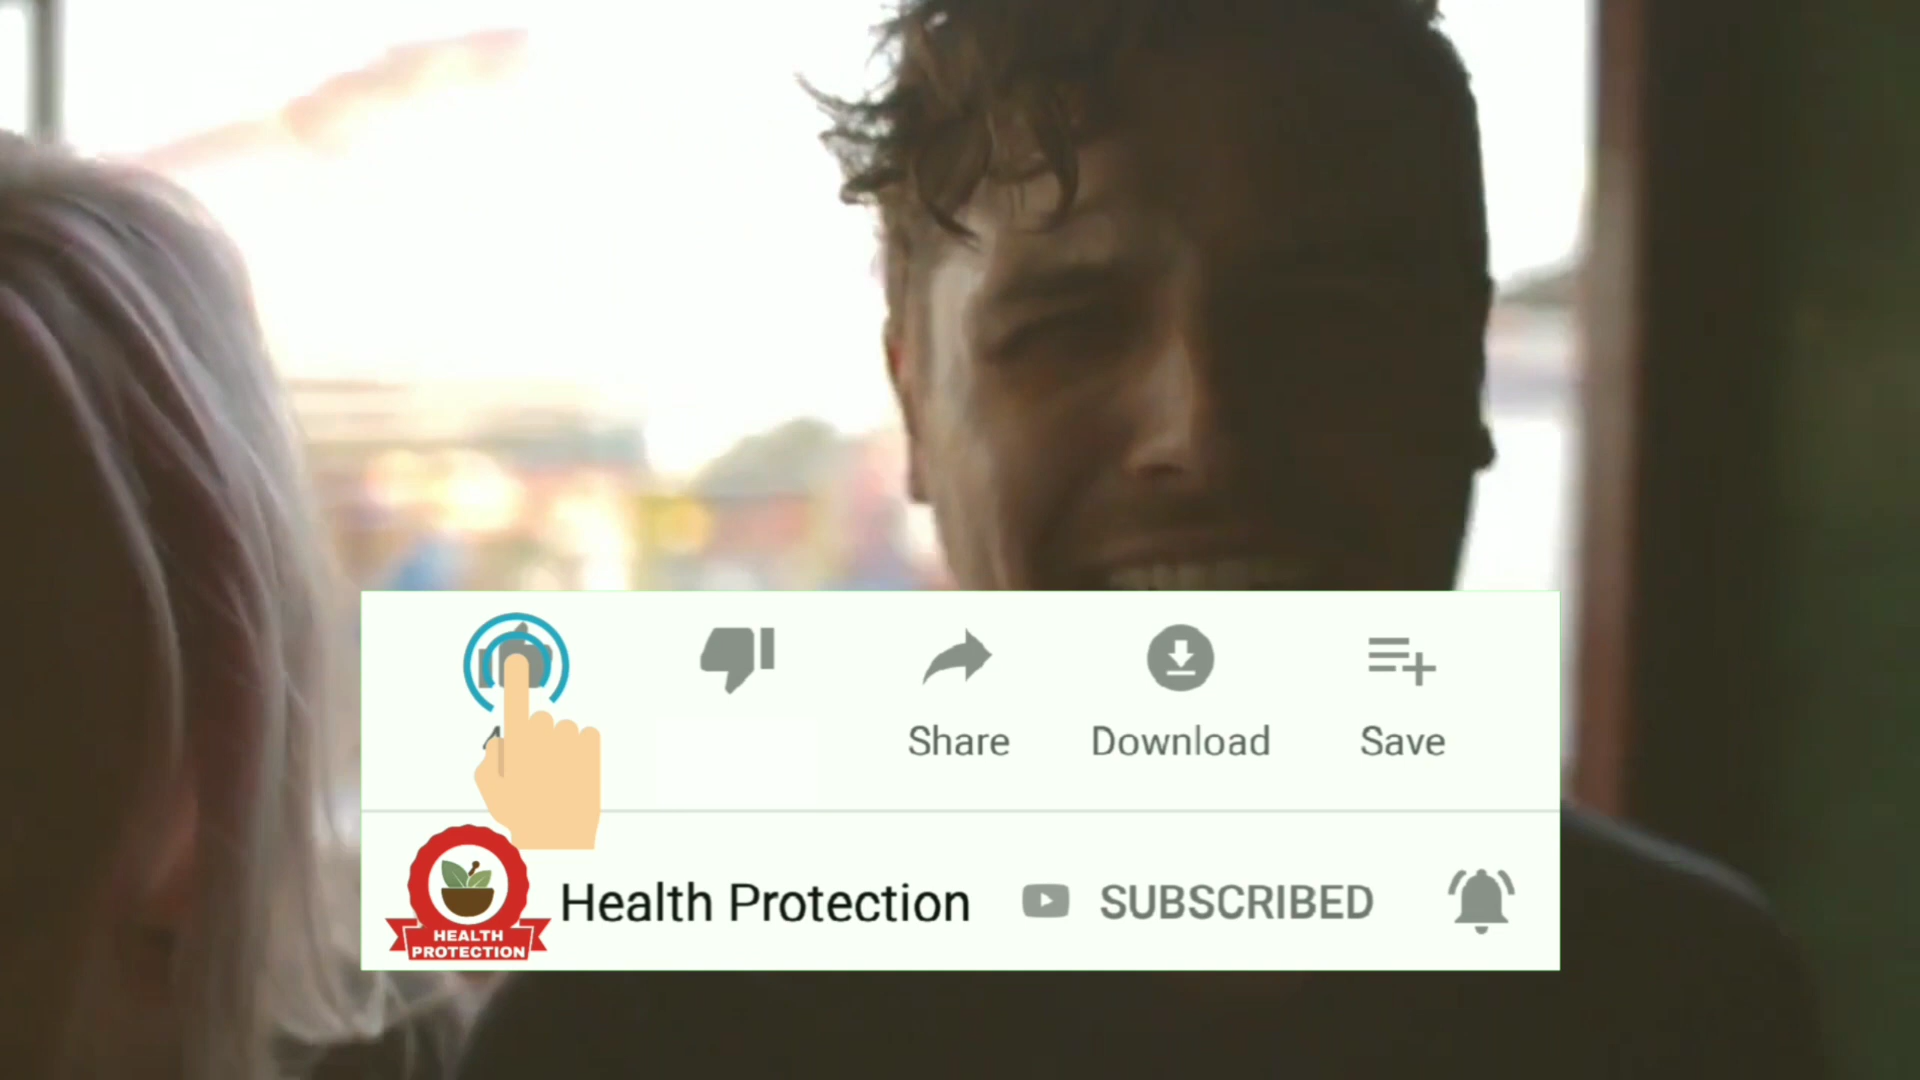 Share
Download
Save
Health Protection
SUBSCRIBED
HEALTH
PROTECTION